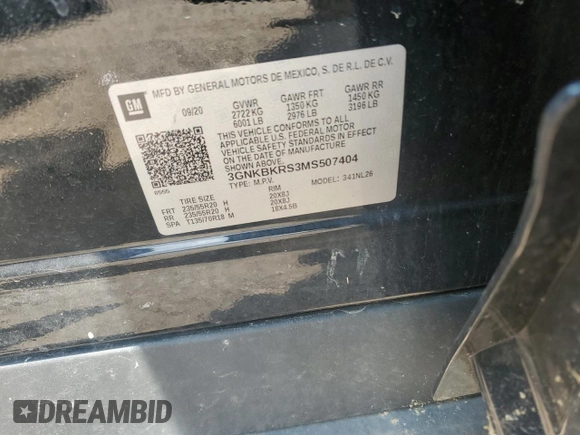 MFD BY GENERAL MOTORS DE MEXICO, S. DE R.L. DE C.V.
GM
09/20 GVWR GAWR FRT GAWR RR
2722 KG 1350 KG 1450 KG
6001 LB 2976 LB 3196 LB
THIS VEHICLE CONFORMS TO ALL
APPLICABLE U.S. FEDERAL MOTOR
VEHICLE SAFETY STANDARDS IN EFFECT
ON THE DATE OF MANUFACTURE
SHOWN ABOVE.
3GNKBKRS3MS507404
TYPE: M.P.V. MODEL: 341NL26
TIRE SIZE RIM
FRT 235/55R20 H 20X8J
RR 235/55R20 H 20X8J
SPA T135/70R18 M 18X4.5B
DREAMBID